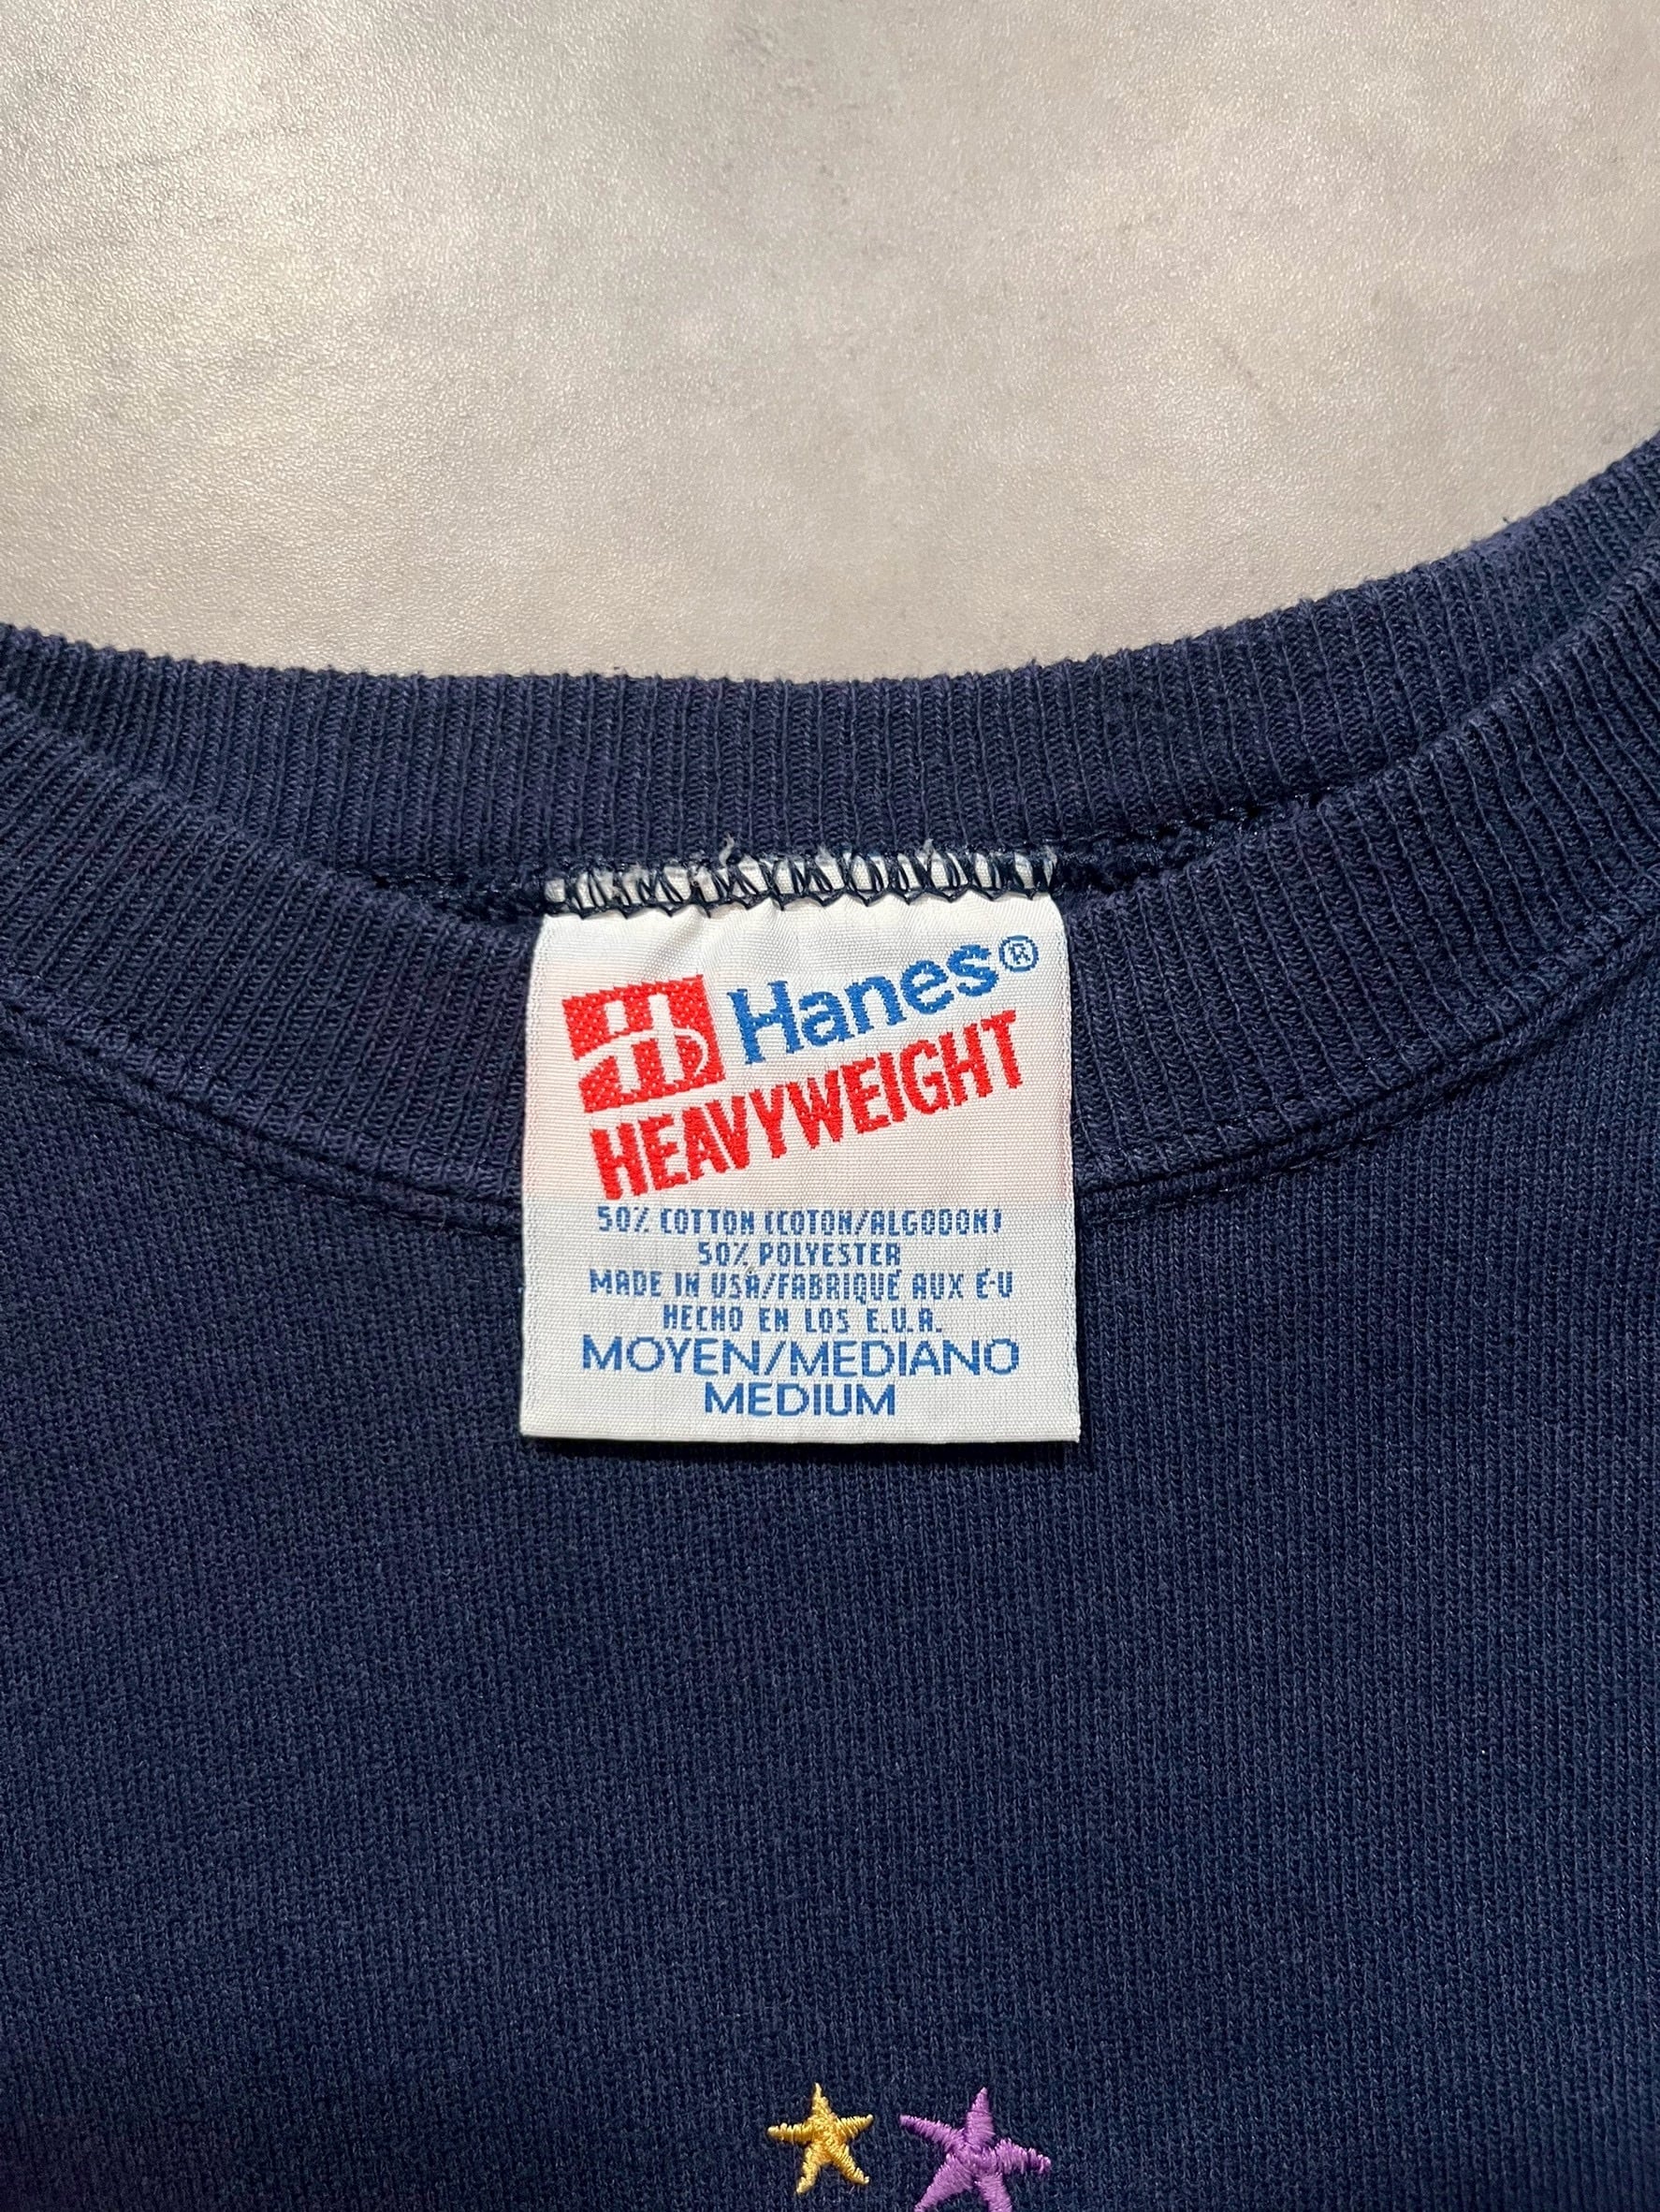 Hanes®
HEAVYWEIGHT
50% COTTON (COTON/ALGODON)
50% POLYESTER
MADE IN USA/FABRIQUÉ AUX É-U
HECHO EN LOS E.U.A.
MOYEN/MEDIANO
MEDIUM